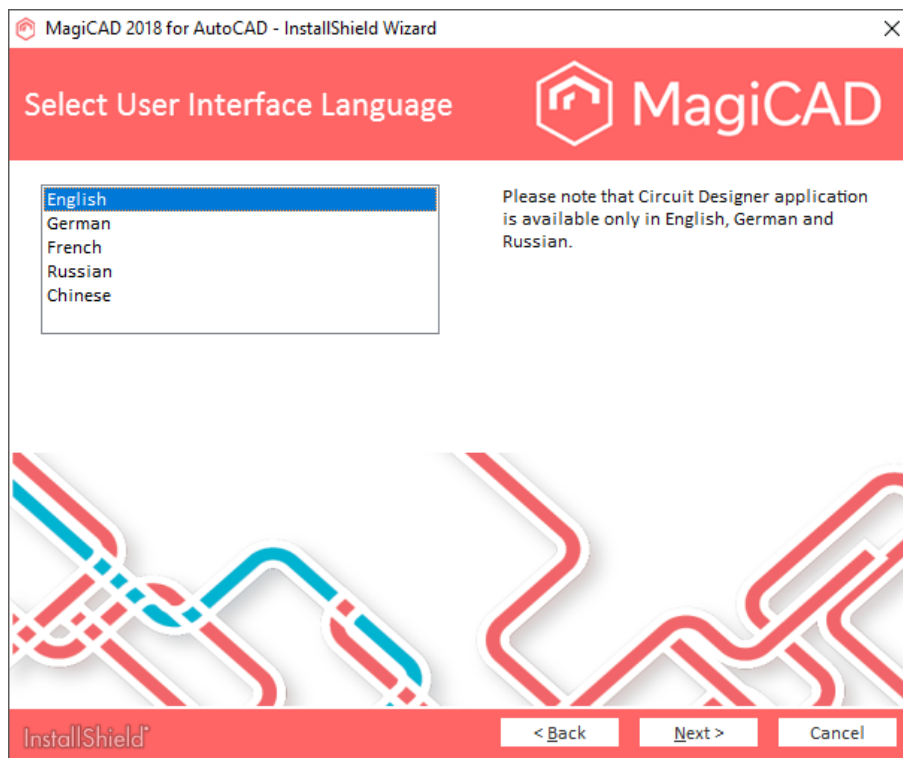 MagiCAD 2018 for AutoCAD - InstallShield Wizard
Select User Interface Language
MagiCAD
English
German
French
Russian
Chinese
Please note that Circuit Designer application
is available only in English, German and
Russian.
InstallShield
< Back
Next >
Cancel